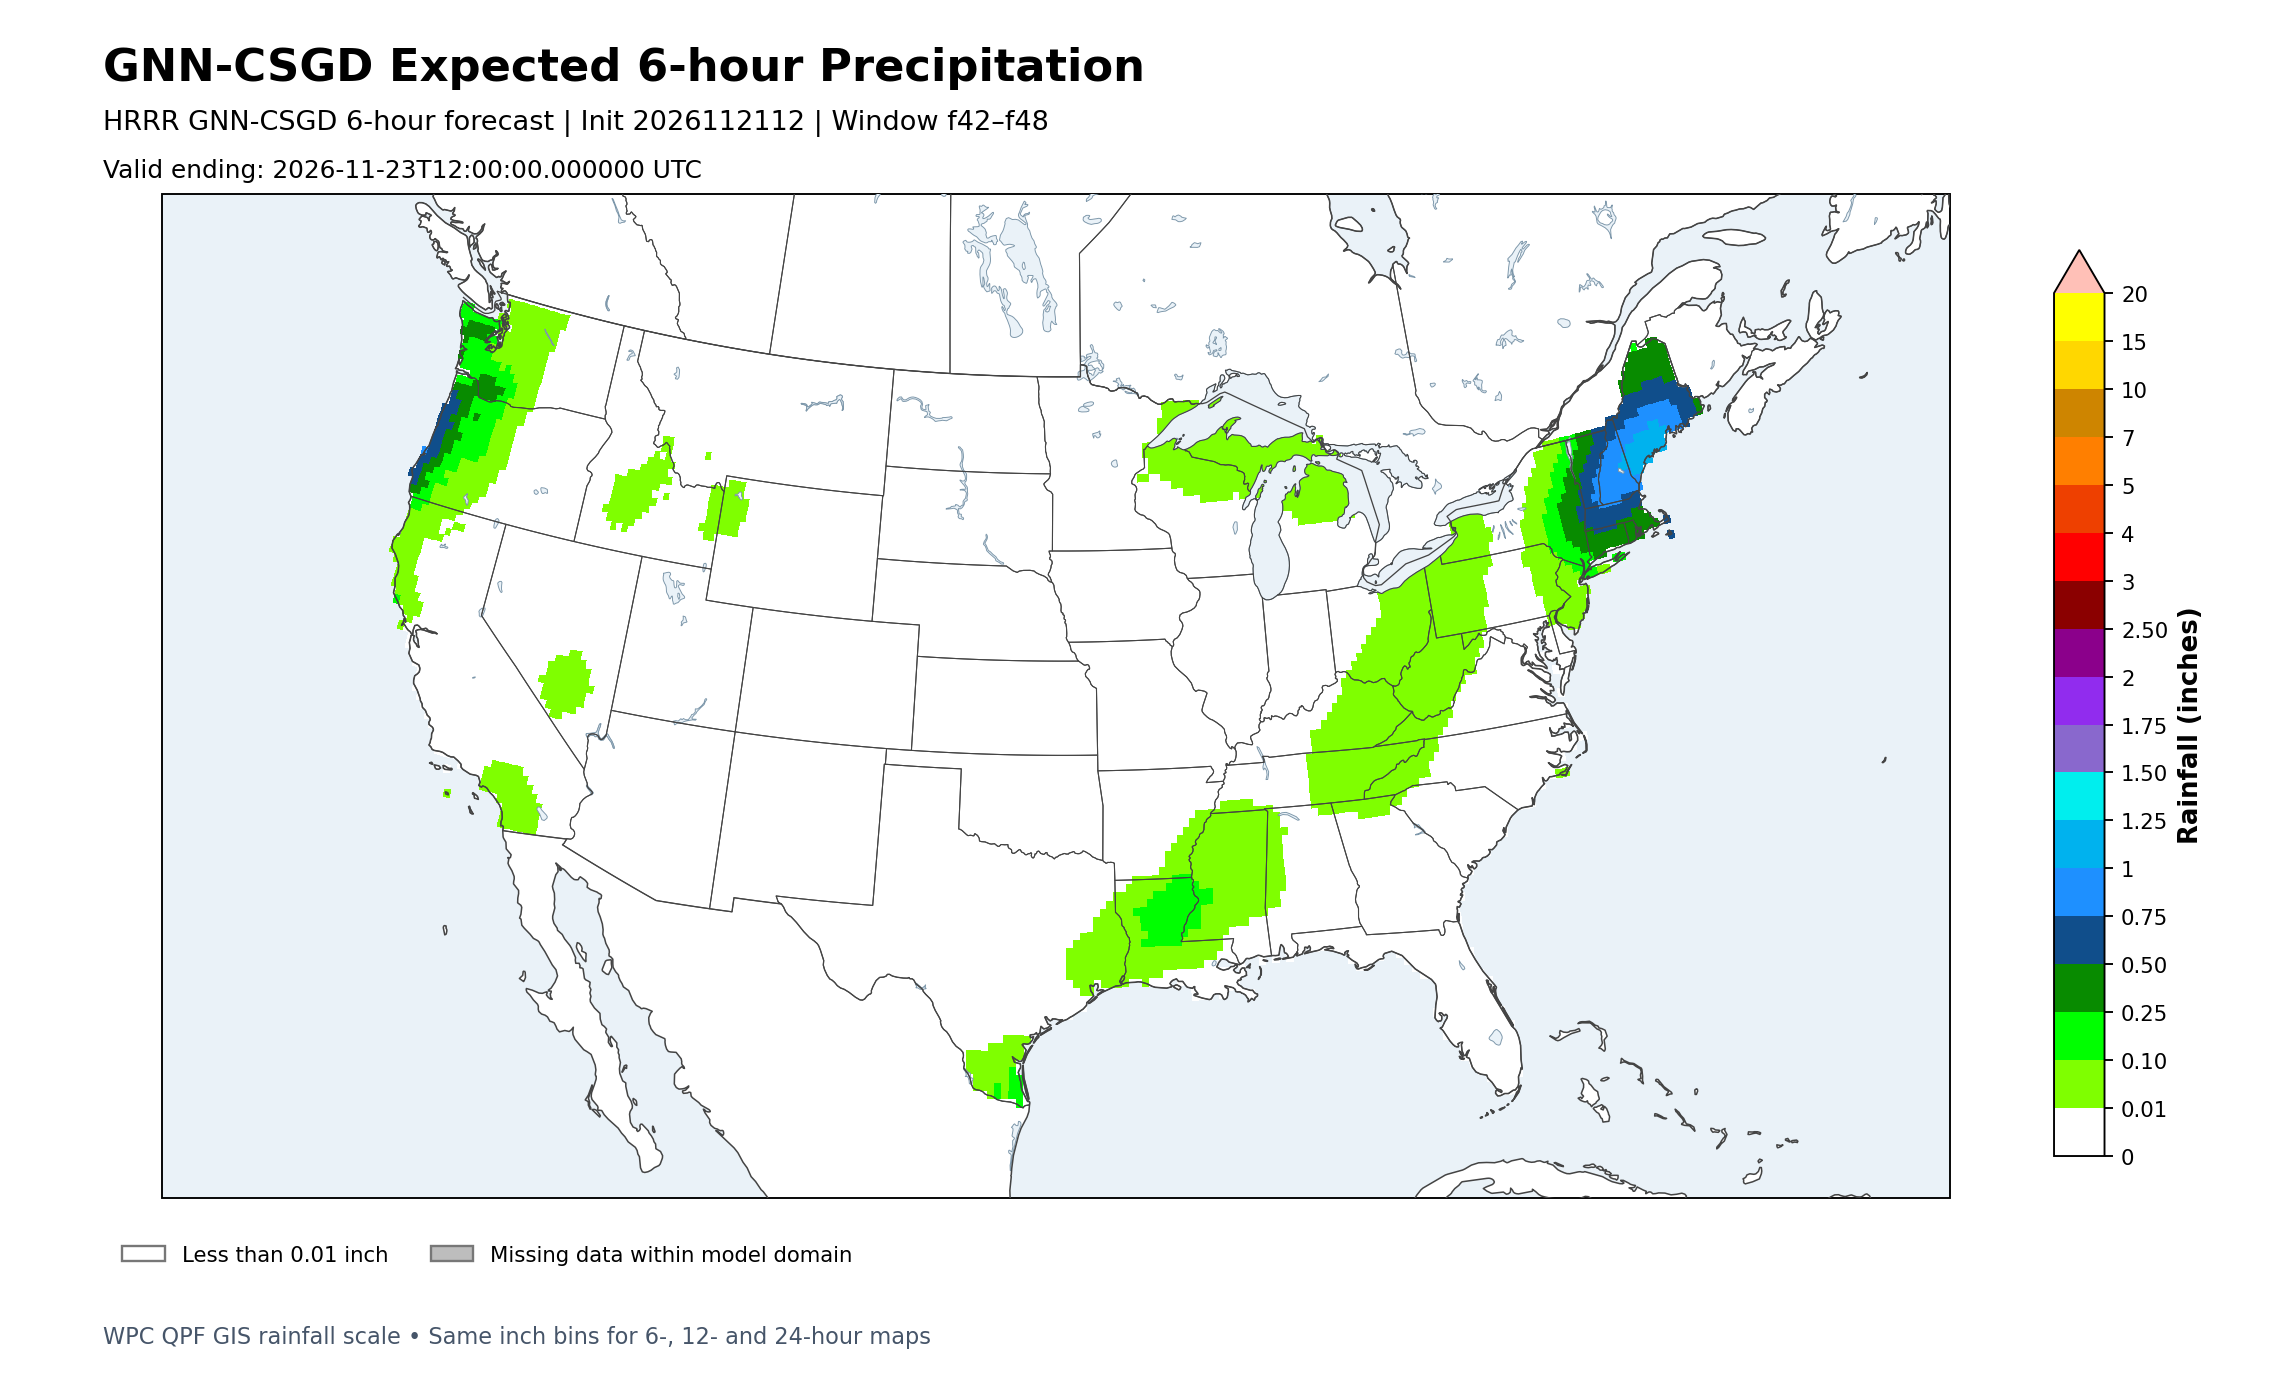 GNN-CSGD Expected 6-hour Precipitation
HRRR GNN-CSGD 6-hour forecast | Init 2026112112 | Window f42–f48
Valid ending: 2026-11-23T12:00:00.000000 UTC
20
15
10
7
5
4
3
2.50
2
1.75
1.50
1.25
1
0.75
0.50
0.25
0.10
0.01
0
Rainfall (inches)
Less than 0.01 inch
Missing data within model domain
WPC QPF GIS rainfall scale • Same inch bins for 6-, 12- and 24-hour maps